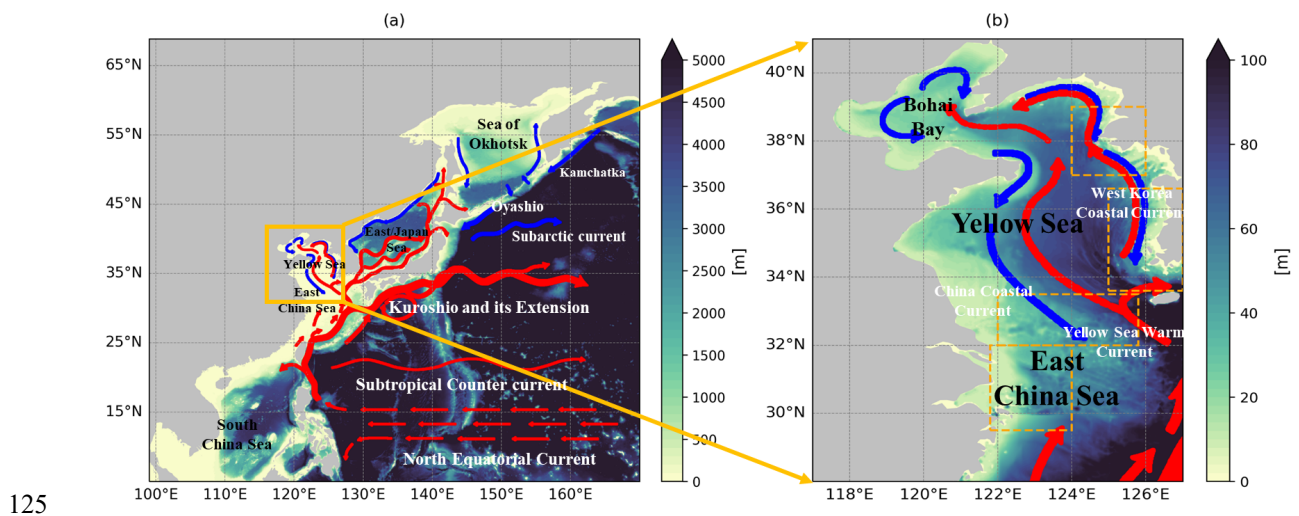 (a)
65°N
55°N
45°N
35°N
25°N
15°N
100°E
120°E
130°E
140°E
150°E
160°E
Sea of
Okhotsk
Kamchatka
Oyashio
Subarctic current
East/Japan
Sea
Yellow Sea
East
China Sea
Kuroshio and its Extension
Subtropical Counter current
South
China Sea
North Equatorial Current
5000
4500
4000
3500
3000
2500
2000
1500
1000
500
0
[m]
(b)
40°N
38°N
36°N
34°N
32°N
30°N
118°E
120°E
122°E
124°E
126°E
Bohai
Bay
West Korea
Coastal Current
Yellow Sea
China Coastal
Current
Yellow Sea Warm
Current
East
China Sea
100
80
60
40
20
0
[m]
125